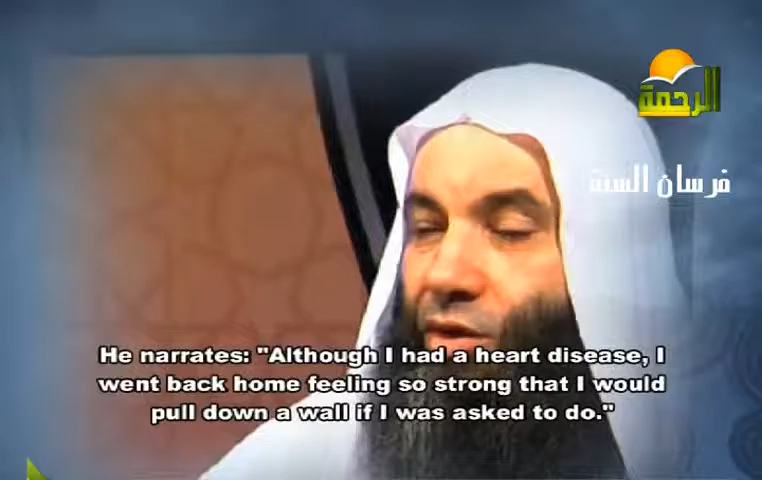 الرحمة
فرسان السنة
He narrates: "Although I had a heart disease, I
went back home feeling so strong that I would
pull down a wall if I was asked to do."